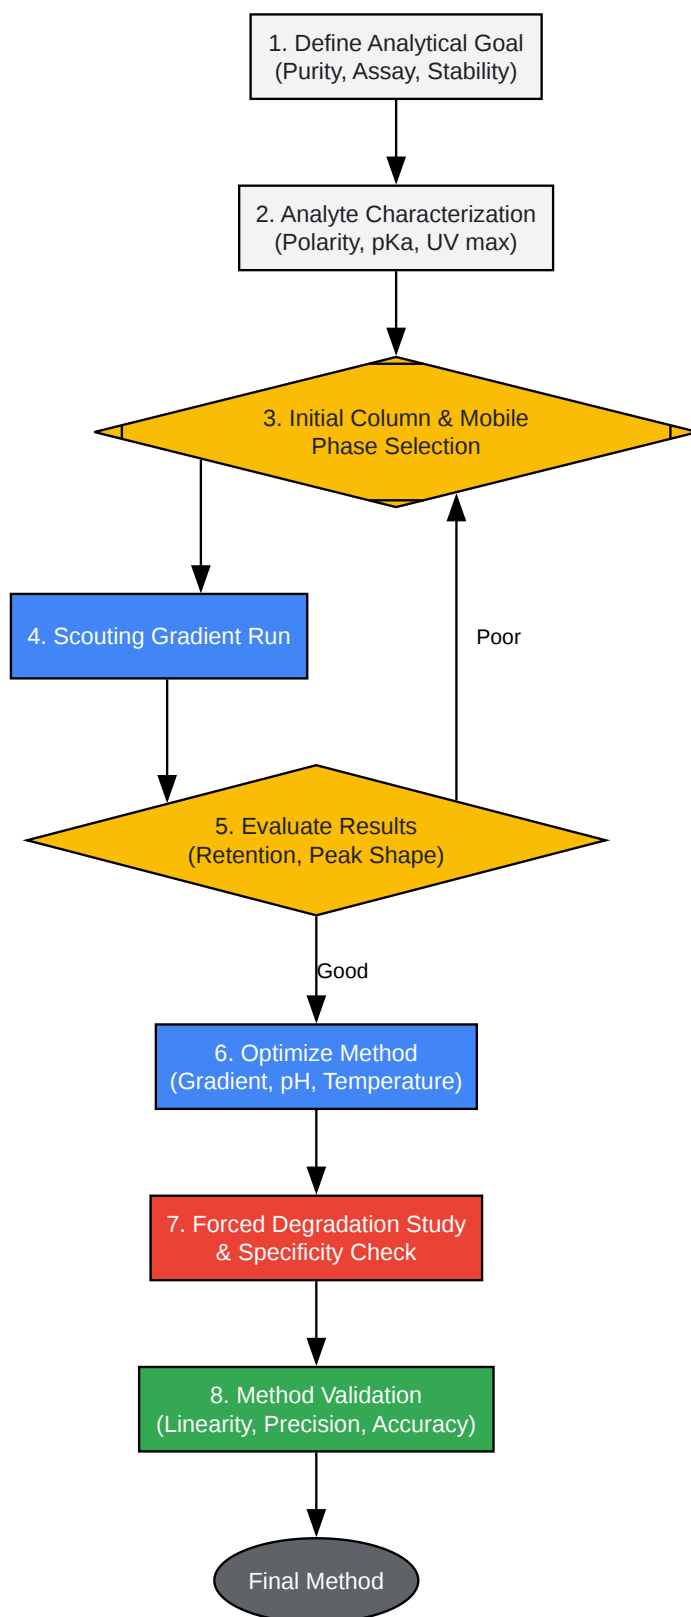 1. Define Analytical Goal
(Purity, Assay, Stability)
2. Analyte Characterization
(Polarity, pKa, UV max)
3. Initial Column & Mobile
Phase Selection
4. Scouting Gradient Run
Poor
5. Evaluate Results
(Retention, Peak Shape)
Good
6. Optimize Method
(Gradient, pH, Temperature)
7. Forced Degradation Study
& Specificity Check
8. Method Validation
(Linearity, Precision, Accuracy)
Final Method